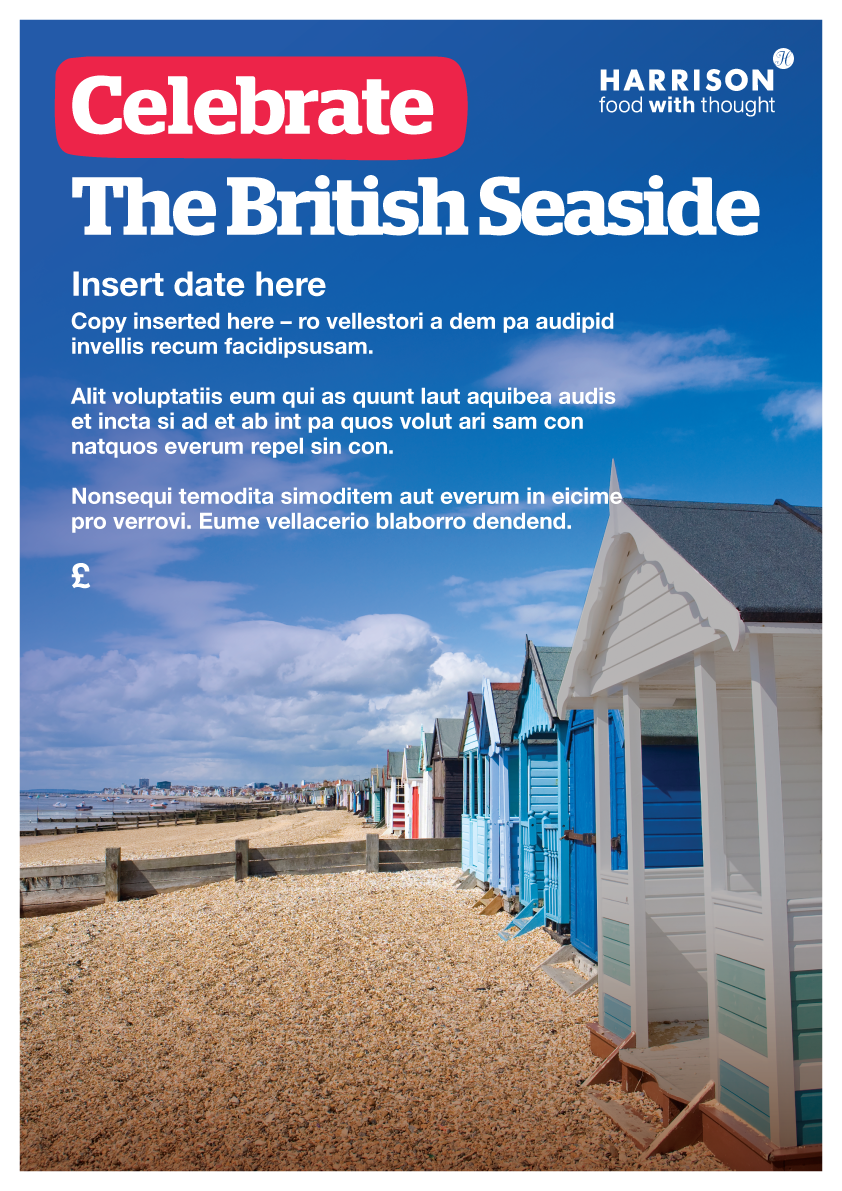 Celebrate
HARRISON
food with thought
The British Seaside
Insert date here
Copy inserted here – ro vellestori a dem pa audipid
invellis recum facidipsusam.
Alit voluptatiis eum qui as quunt laut aquibea audis
et incta si ad et ab int pa quos volut ari sam con
natquos everum repel sin con.
Nonsequi temodita simoditem aut everum in eicime
pro verrovi. Eume vellacerio blaborro dendend.
£